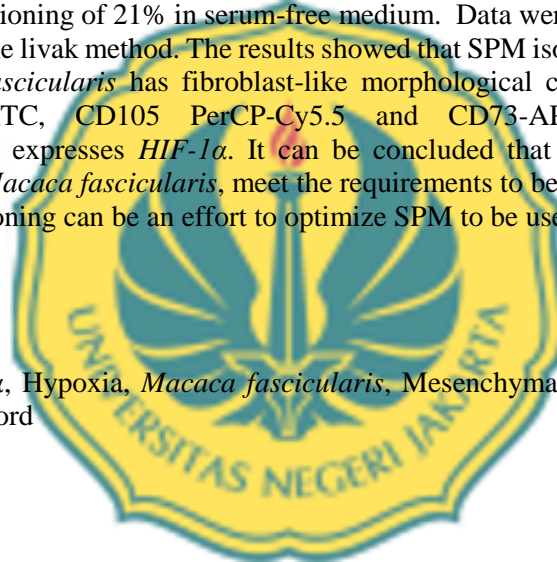 ioning of 21% in serum-free medium. Data wer
e livak method. The results showed that SPM iso
scicularis has fibroblast-like morphological c
TC, CD105 PerCP-Cy5.5 and CD73-AP
expresses HIF-1α. It can be concluded that
Macaca fascicularis, meet the requirements to be
oning can be an effort to optimize SPM to be use
α, Hypoxia, Macaca fascicularis, Mesenchyma
ord
UNIVERSITAS NEGERI JAKARTA